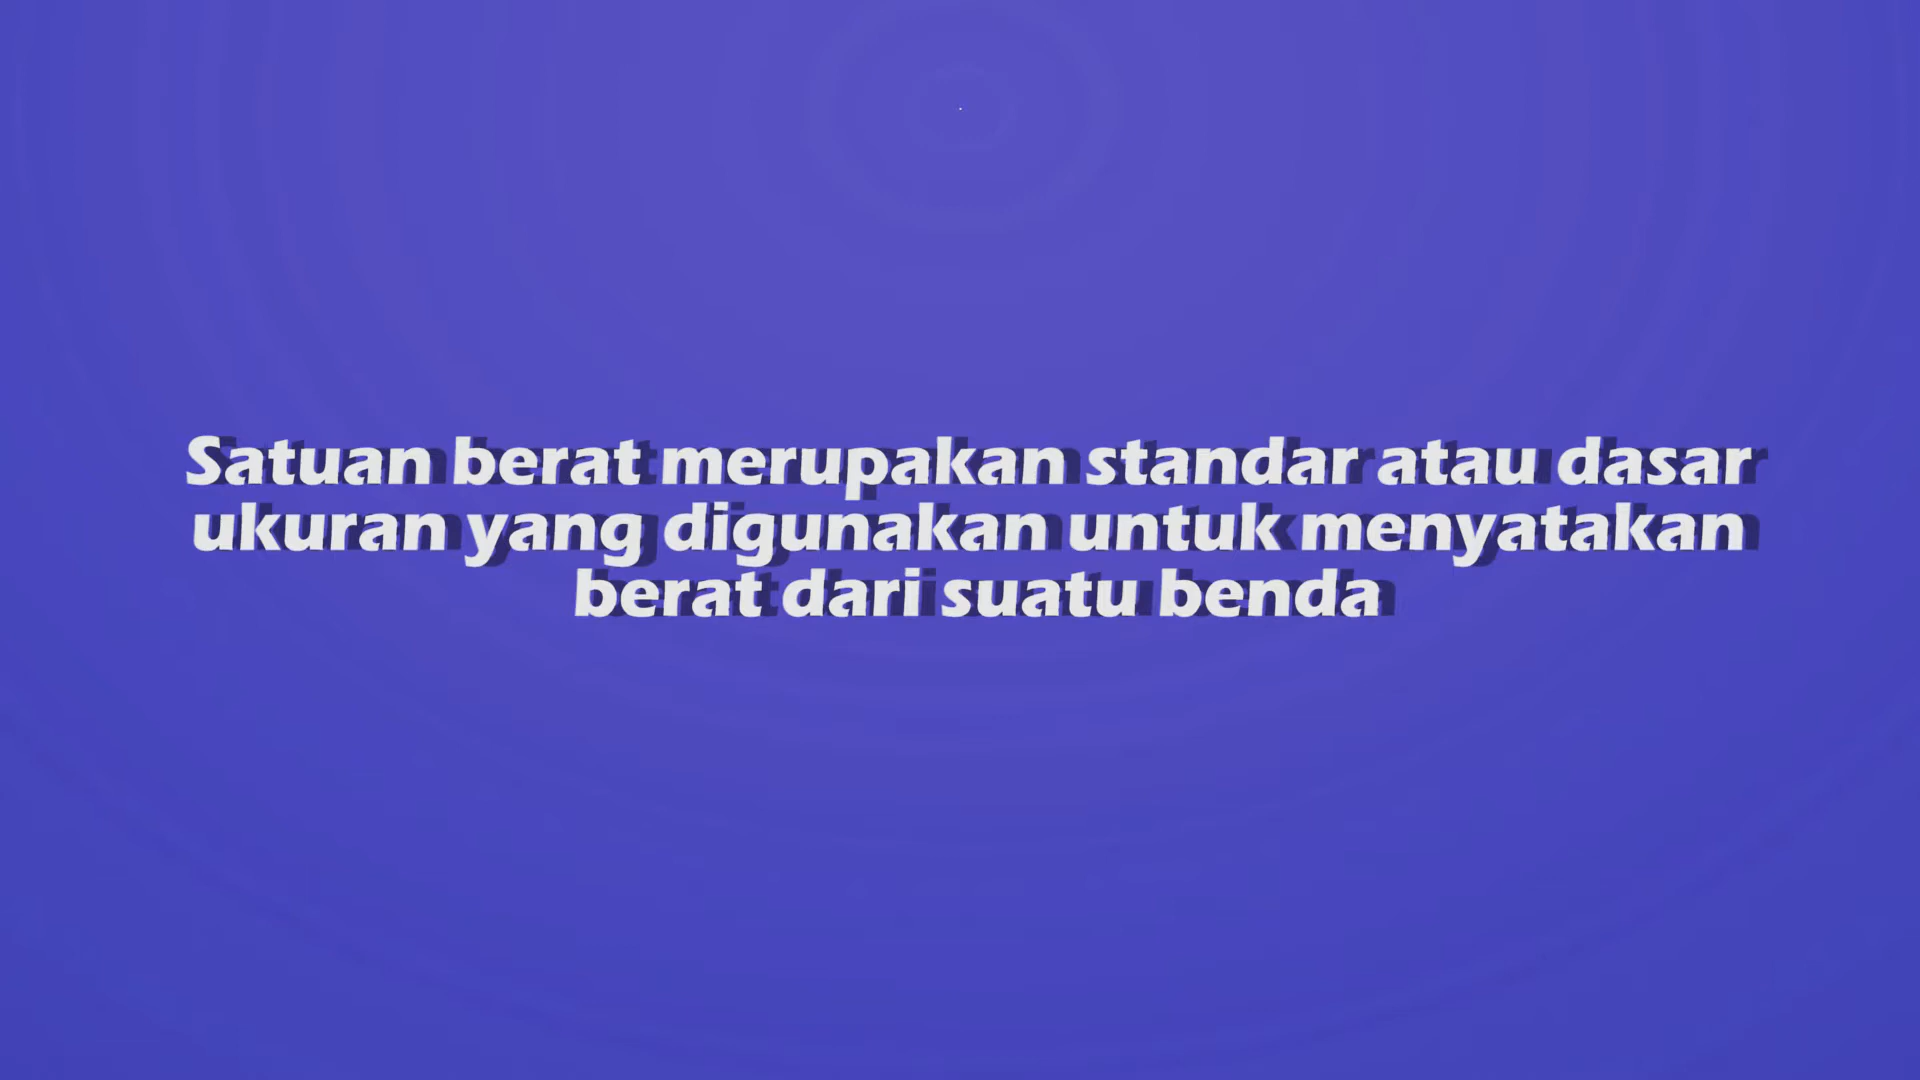 Satuan berat merupakan standar atau dasar
ukuran yang digunakan untuk menyatakan
berat dari suatu benda